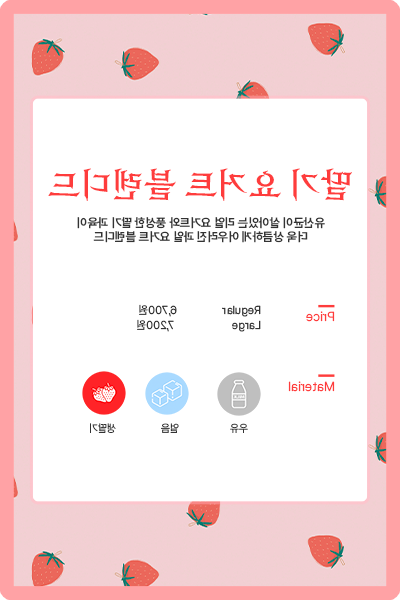 딸기 요거트 블렌디드
유산균이 살아있는 리얼 요거트와 풍성한 딸기 과육이
더욱 상큼하게 어우러진 과일 요거트 블렌디드
Price
Regular 6,700원
Large 7,200원
Material
우유 얼음 생딸기